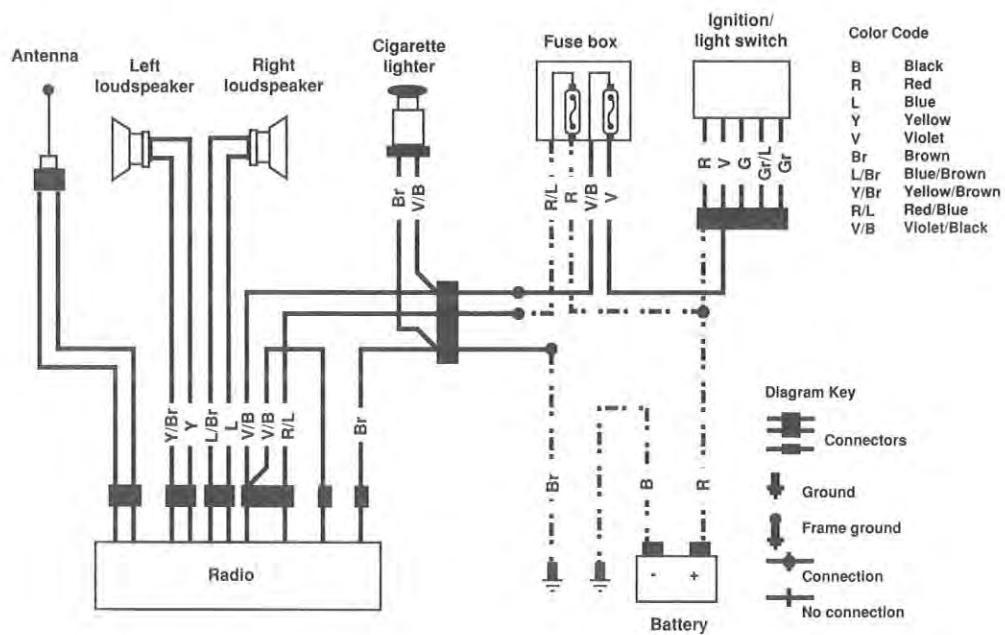 Antenna
Left
loudspeaker
Right
loudspeaker
Cigarette
lighter
Fuse box
Ignition/
light switch
Color Code
B Black
R Red
L Blue
Y Yellow
V Violet
Br Brown
L/Br Blue/Brown
Y/Br Yellow/Brown
R/L Red/Blue
V/B Violet/Black
Br
V/B
R/L
R
V/B
V
R
V
G
Gr/L
Gr
Y/Br
Y
L/Br
L
V/B
V/B
R/L
Br
Br
B
R
Radio
- +
Battery
Diagram Key
Connectors
Ground
Frame ground
Connection
No connection